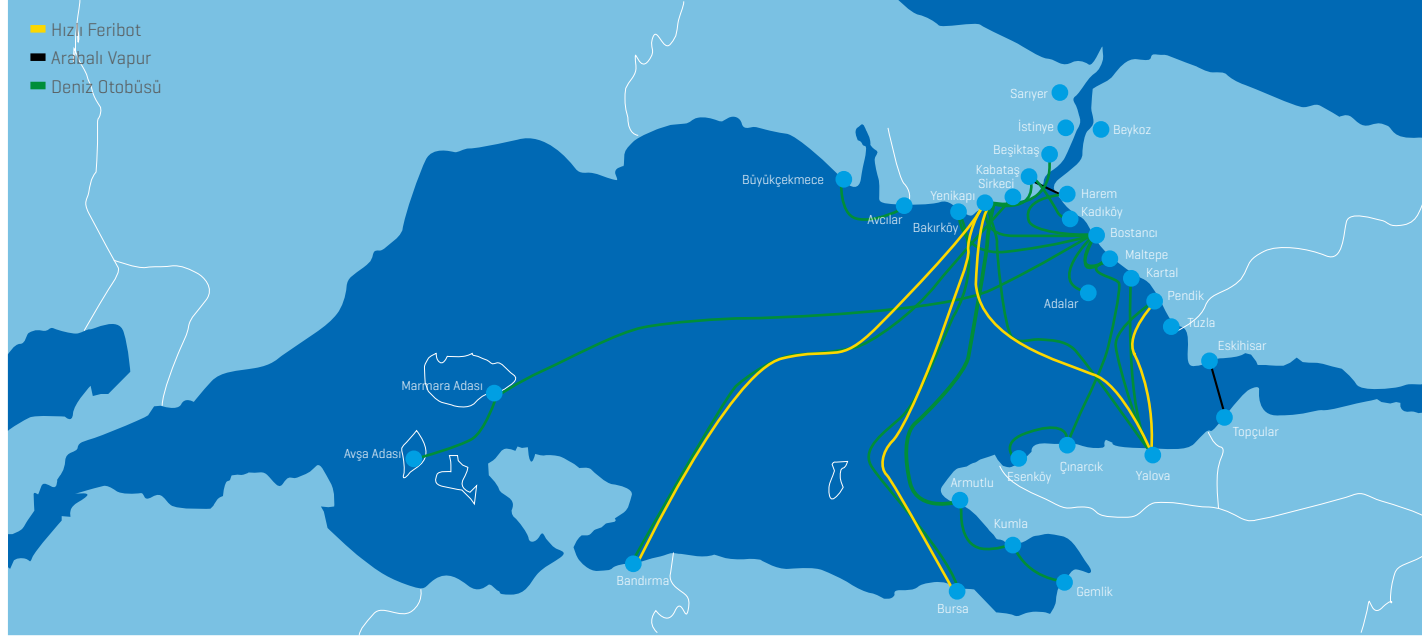 Hızlı Feribot
Arabalı Vapur
Deniz Otobüsü
Sarıyer
İstinye
Beykoz
Beşiktaş
Kabataş
Sirkeci
Büyükçekmece
Yenikapı
Harem
Avcılar
Bakırköy
Kadıköy
Bostancı
Maltepe
Kartal
Adalar
Pendik
Tuzla
Eskihisar
Marmara Adası
Topçular
Avşa Adası
Esenköy
Çınarcık
Yalova
Armutlu
Kumla
Bandırma
Gemlik
Bursa